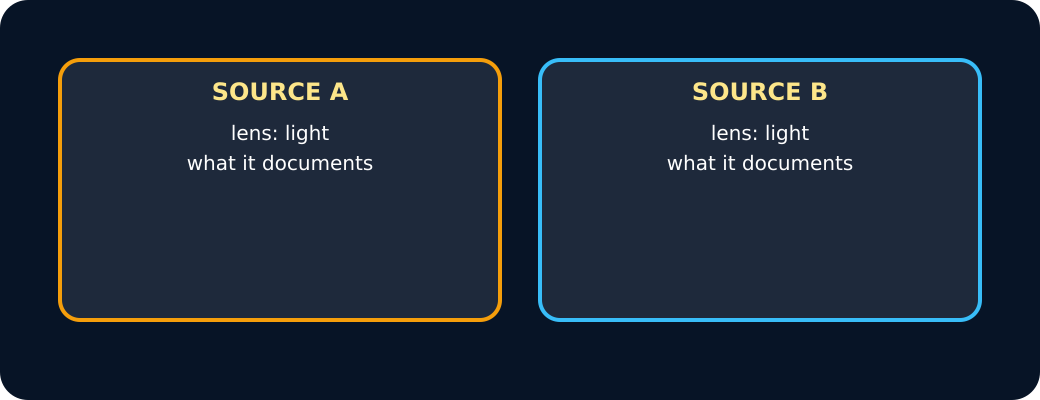 SOURCE A
lens: light
what it documents
SOURCE B
lens: light
what it documents